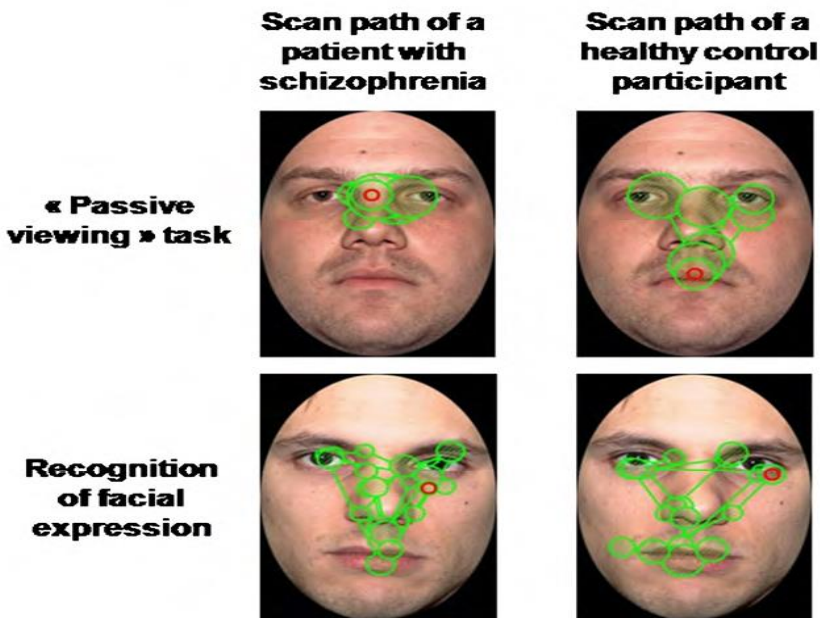 Scan path of a
patient with
schizophrenia
Scan path of a
healthy control
participant
« Passive
viewing » task
Recognition
of facial
expression